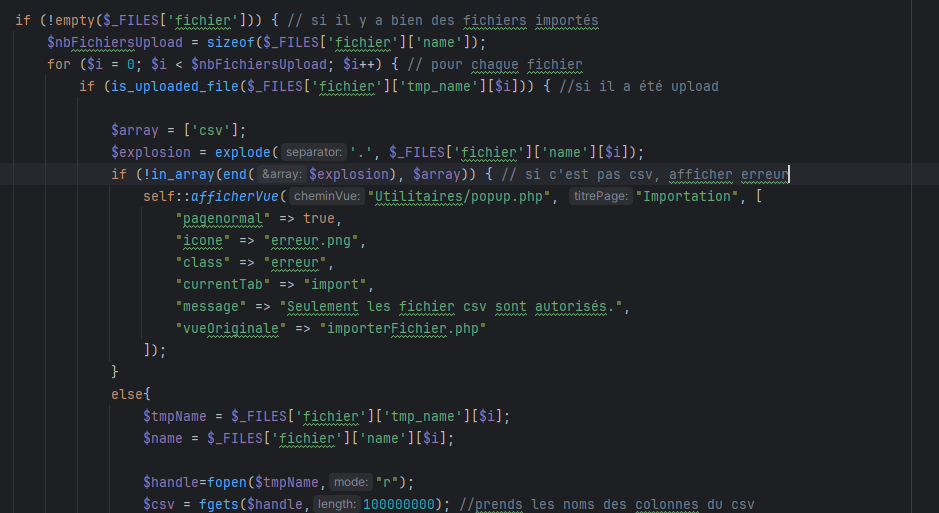 if (!empty($_FILES['fichier'])) { // si il y a bien des fichiers importés
$nbFichiersUpload = sizeof($_FILES['fichier']['name']);
for ($i = 0; $i < $nbFichiersUpload; $i++) { // pour chaque fichier
if (is_uploaded_file($_FILES['fichier']['tmp_name'][$i])) { //si il a été upload
$array = ['csv'];
$explosion = explode( separator: '.', $_FILES['fichier']['name'][$i]);
if (!in_array(end( &array: $explosion), $array)) { // si c'est pas csv, afficher erreur
self::afficherVue( cheminVue: "Utilitaires/popup.php", titrePage: "Importation", [
"pagenormal" => true,
"icone" => "erreur.png",
"class" => "erreur",
"currentTab" => "import",
"message" => "Seulement les fichier csv sont autorisés.",
"vueOriginale" => "importerFichier.php"
]);
}
else{
$tmpName = $_FILES['fichier']['tmp_name'][$i];
$name = $_FILES['fichier']['name'][$i];
$handle=fopen($tmpName, mode: "r");
$csv = fgets($handle, length: 100000000); //prends les noms des colonnes du csv